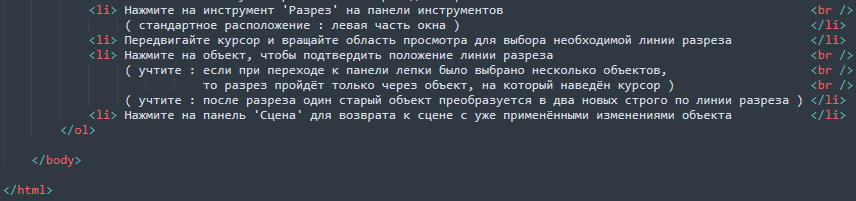 <li> Нажмите на инструмент 'Разрез' на панели инструментов <br />
( стандартное расположение : левая часть окна ) </li>
<li> Передвигайте курсор и вращайте область просмотра для выбора необходимой линии разреза </li>
<li> Нажмите на объект, чтобы подтвердить положение линии разреза <br />
( учтите : если при переходе к панели лепки было выбрано несколько объектов, <br />
то разрез пройдёт только через объект, на который наведён курсор ) <br />
( учтите : после разреза один старый объект преобразуется в два новых строго по линии разреза ) </li>
<li> Нажмите на панель 'Сцена' для возврата к сцене с уже применёнными изменениями объекта </li>
</ol>
</body>
</html>